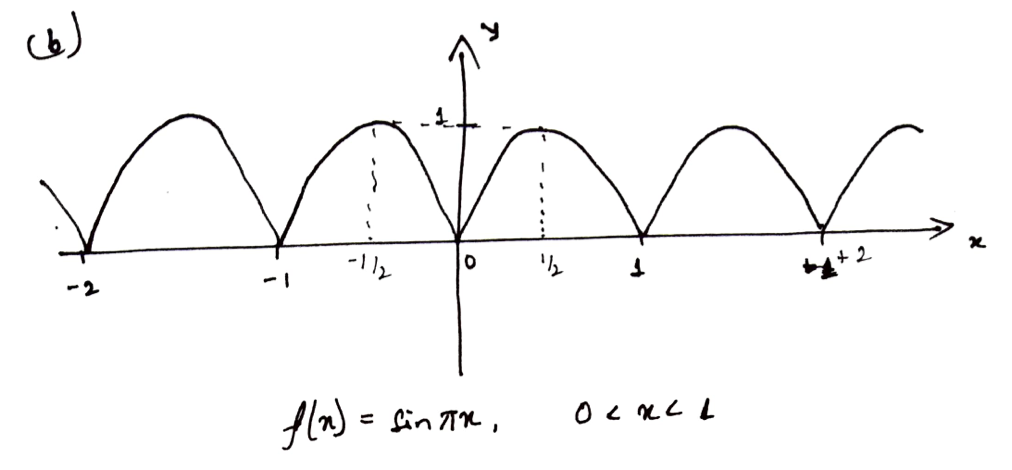 (b)
y
1
-2 -1 -1/2 0 1/2 1 +2 x
f(x) = sin πx, 0 < x < 1